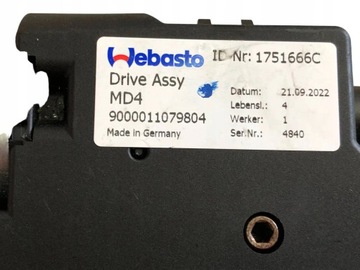 Webasto ID-Nr: 1751666C
Drive Assy
MD4
9000011079804
Made in Germany
Datum: 21.09.2022
Lebensl.: 4
Werker: 1
Ser.Nr.: 4840